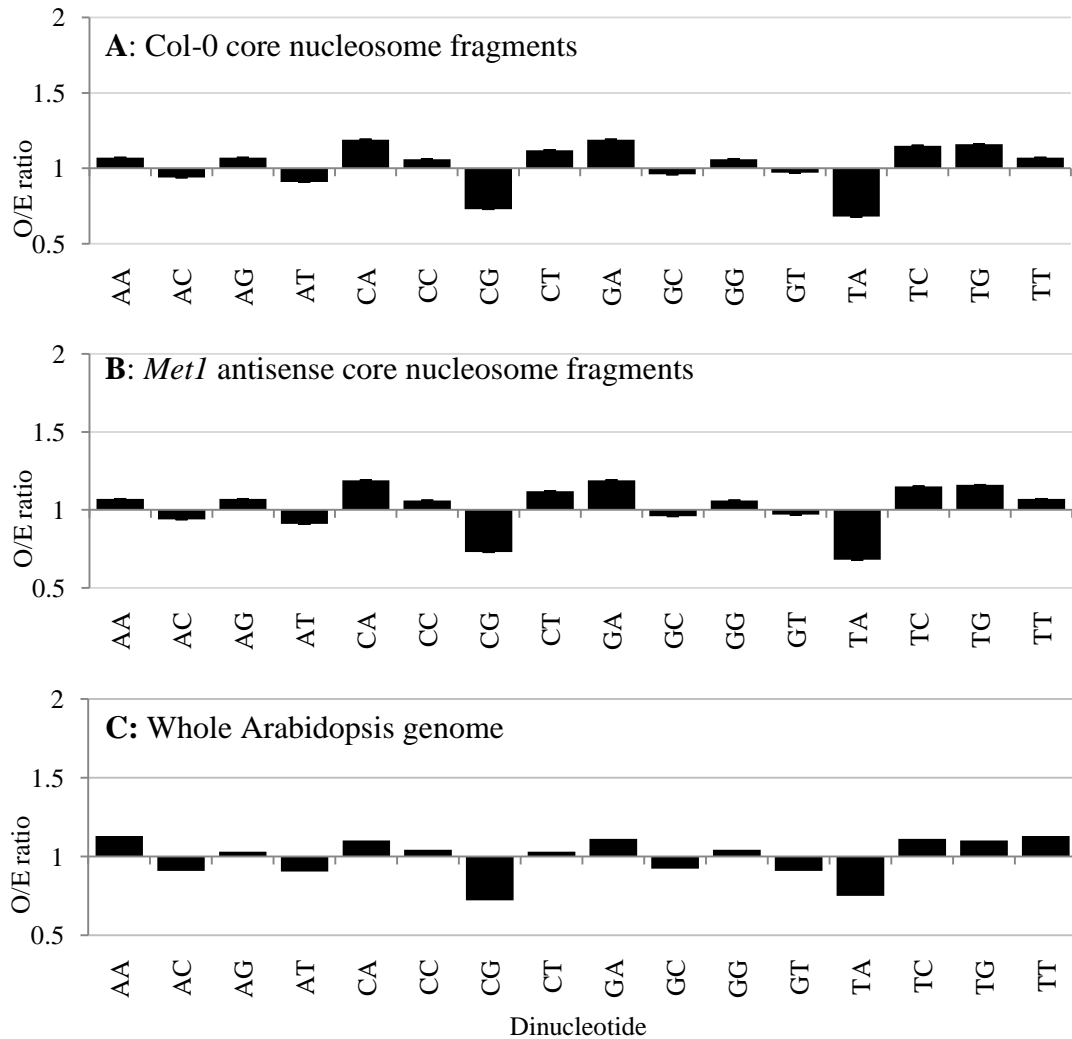 2
A: Col-0 core nucleosome fragments
1.5
1
0.5
O/E ratio
AA AC AG AT CA CC CG CT GA GC GG GT TA TC TG TT
2
B: Met1 antisense core nucleosome fragments
1.5
1
0.5
O/E ratio
AA AC AG AT CA CC CG CT GA GC GG GT TA TC TG TT
2
C: Whole Arabidopsis genome
1.5
1
0.5
O/E ratio
AA AC AG AT CA CC CG CT GA GC GG GT TA TC TG TT
Dinucleotide